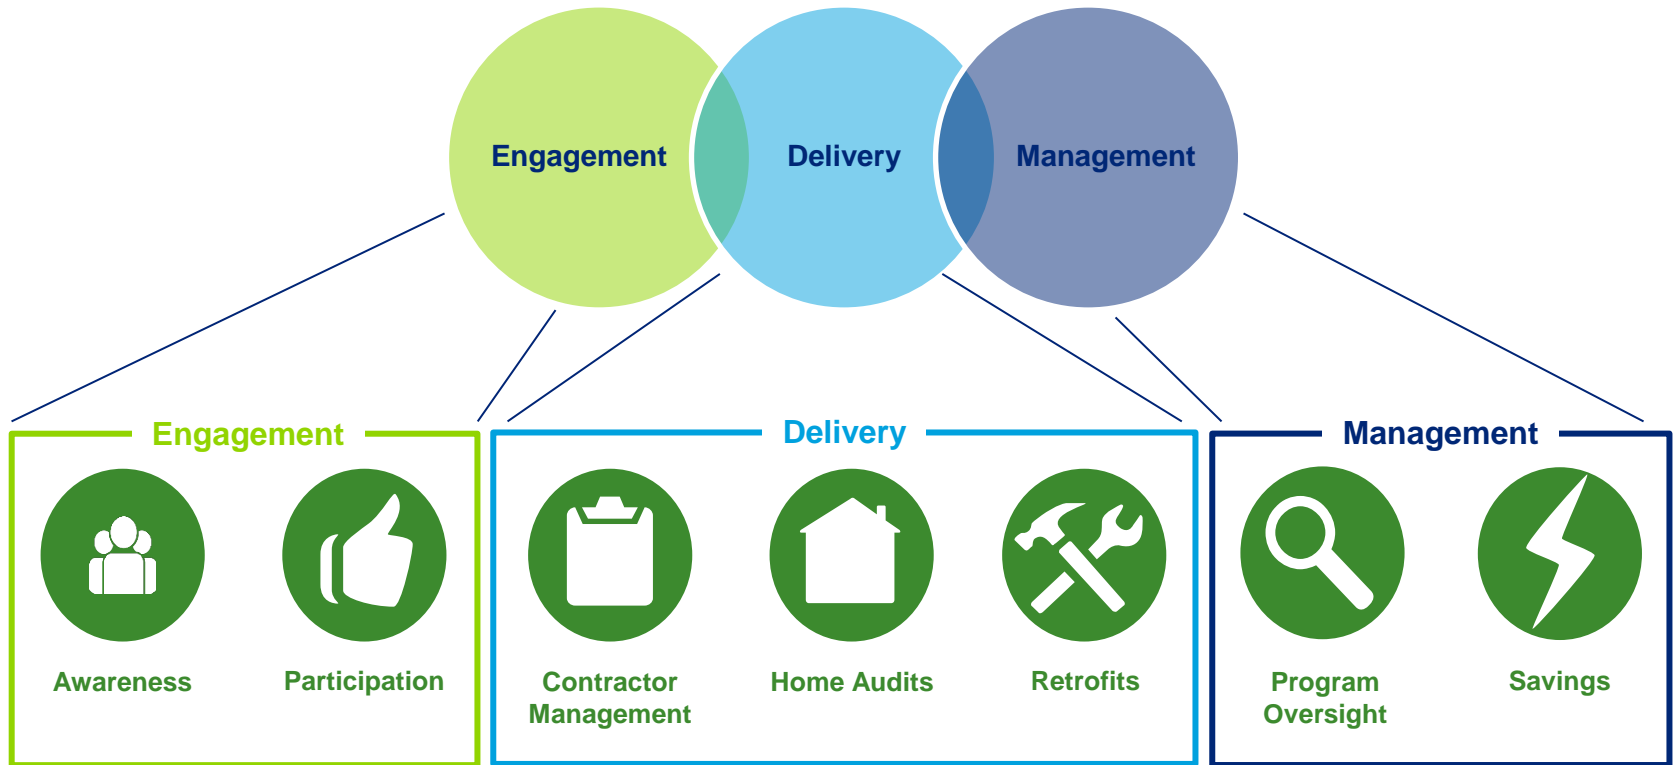 Engagement
Delivery
Management
Engagement
Delivery
Management
Awareness
Participation
Contractor
Management
Home Audits
Retrofits
Program
Oversight
Savings